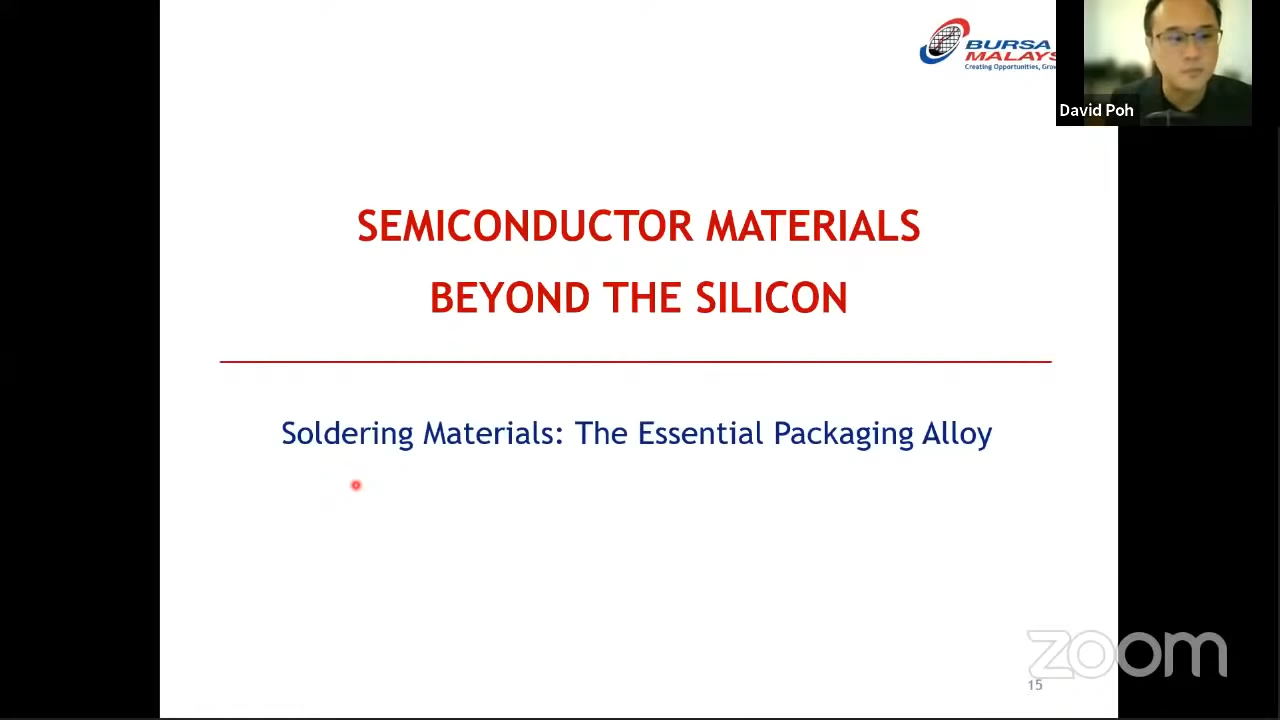 BURSA
MALAYS
Creating Opportunities, Grow
David Poh
SEMICONDUCTOR MATERIALS
BEYOND THE SILICON
Soldering Materials: The Essential Packaging Alloy
zoom
15